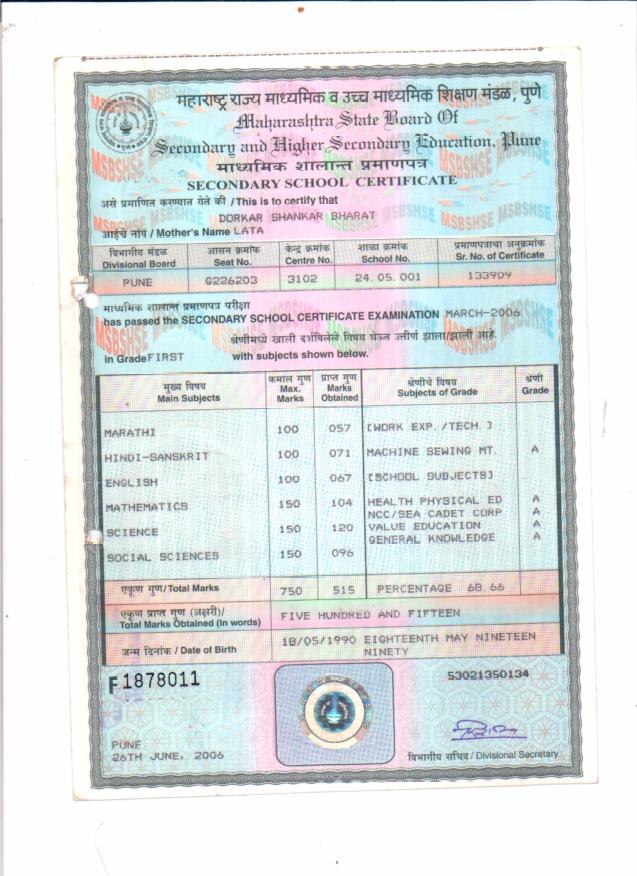 महाराष्ट्र राज्य माध्यमिक व उच्च माध्यमिक शिक्षण मंडळ, पुणे
Maharashtra State Board Of
Secondary and Higher Secondary Education, Pune
माध्यमिक शालान्त प्रमाणपत्र
SECONDARY SCHOOL CERTIFICATE
असे प्रमाणित करण्यात येते की /This is to certify that
DORKAR SHANKAR BHARAT
आईचे नांव / Mother's Name LATA
विभागीय मंडळ आसन क्रमांक केन्द्र क्रमांक शाळा क्रमांक प्रमाणपत्राचा अनुक्रमांक
Divisional Board Seat No. Centre No. School No. Sr. No. of Certificate
PUNE G226203 3102 24.05.001 133909
माध्यमिक शालान्त प्रमाणपत्र परीक्षा
has passed the SECONDARY SCHOOL CERTIFICATE EXAMINATION MARCH-2006
श्रेणीमध्ये खाली दर्शविलेले विषय घेऊन उत्तीर्ण झाला/झाली आहे.
in Grade FIRST with subjects shown below.
मुख्य विषय कमाल गुण प्राप्त गुण श्रेणीचे विषय श्रेणी
Main Subjects Max. Marks Marks Obtained Subjects of Grade Grade
MARATHI 100 057 [WORK EXP./TECH.]
HINDI-SANSKRIT 100 071 MACHINE SEWING MT. A
ENGLISH 100 067 [SCHOOL SUBJECTS]
MATHEMATICS 150 104 HEALTH PHYSICAL ED A
NCC/SEA CADET CORP A
SCIENCE 150 120 VALUE EDUCATION A
GENERAL KNOWLEDGE A
SOCIAL SCIENCES 150 096
एकूण गुण/Total Marks 750 515 PERCENTAGE 68.66
एकूण प्राप्त गुण (अक्षरी)/
Total Marks Obtained (In words) FIVE HUNDRED AND FIFTEEN
जन्म दिनांक / Date of Birth 18/05/1990 EIGHTEENTH MAY NINETEEN
NINETY
F1878011 53021350134
PUNE
26TH JUNE, 2006 विभागीय सचिव / Divisional Secretary